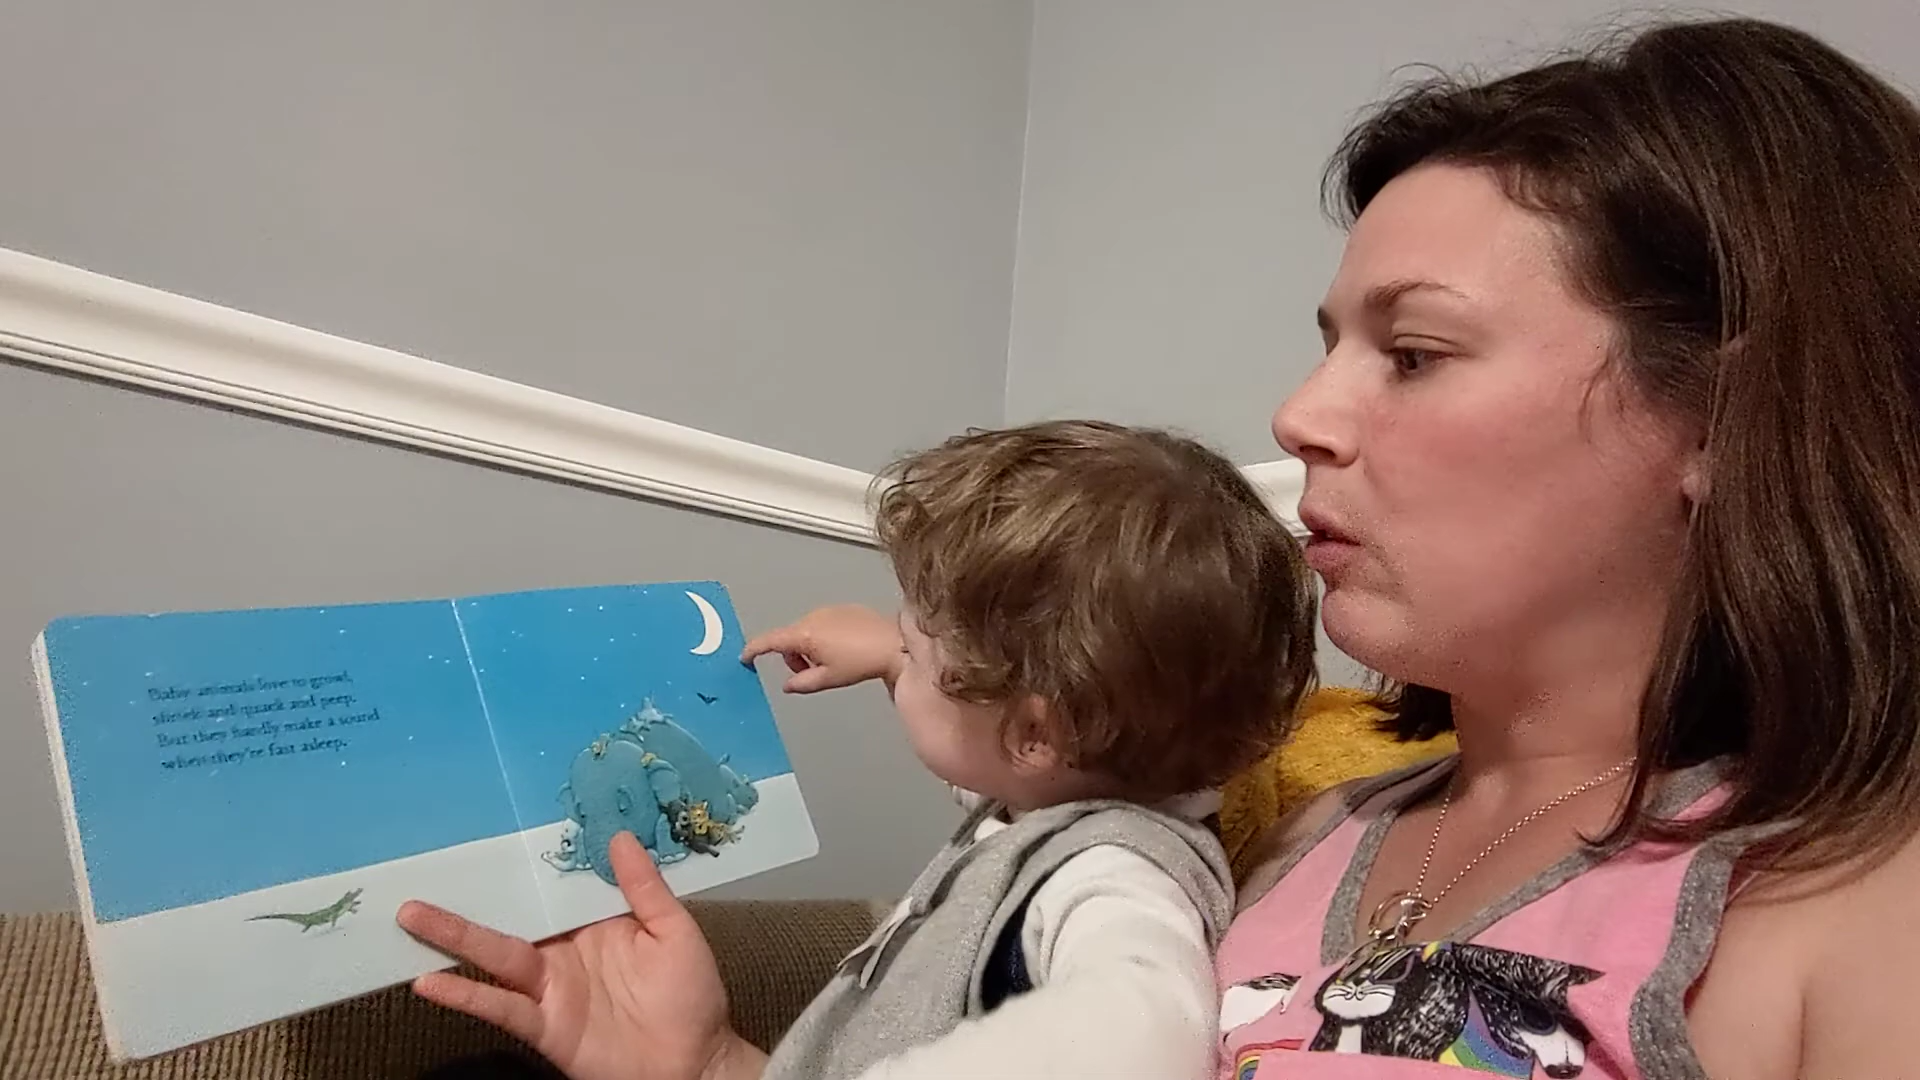 Baby animals love to growl,
shriek and quack and peep.
But they hardly make a sound
when they're fast asleep.